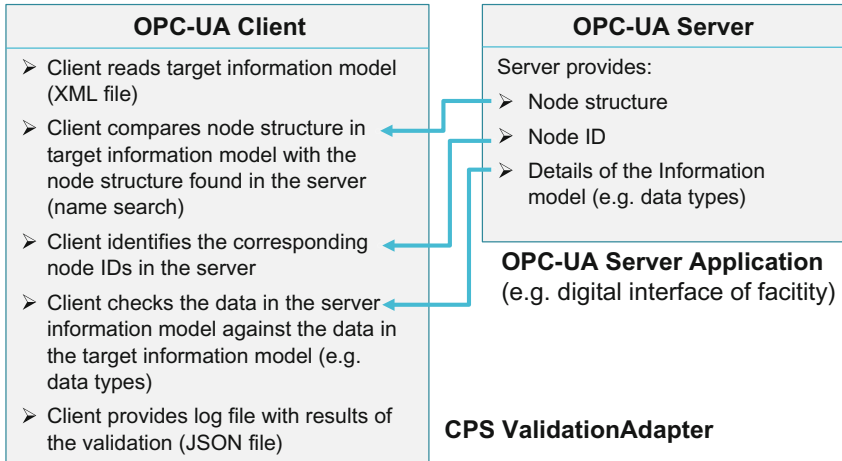 OPC-UA Client
➢ Client reads target information model
(XML file)
➢ Client compares node structure in
target information model with the
node structure found in the server
(name search)
➢ Client identifies the corresponding
node IDs in the server
➢ Client checks the data in the server
information model against the data in
the target information model (e.g.
data types)
➢ Client provides log file with results of
the validation (JSON file)
OPC-UA Server
Server provides:
➢ Node structure
➢ Node ID
➢ Details of the Information
model (e.g. data types)
OPC-UA Server Application
(e.g. digital interface of facitity)
CPS ValidationAdapter